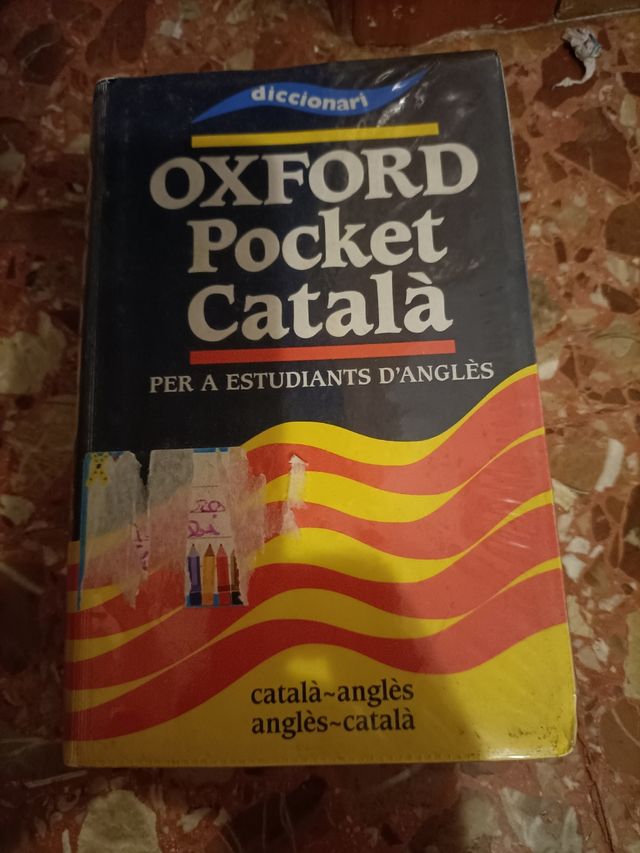 diccionari
OXFORD
Pocket
Català
PER A ESTUDIANTS D'ANGLÈS
català~anglès
anglès~català